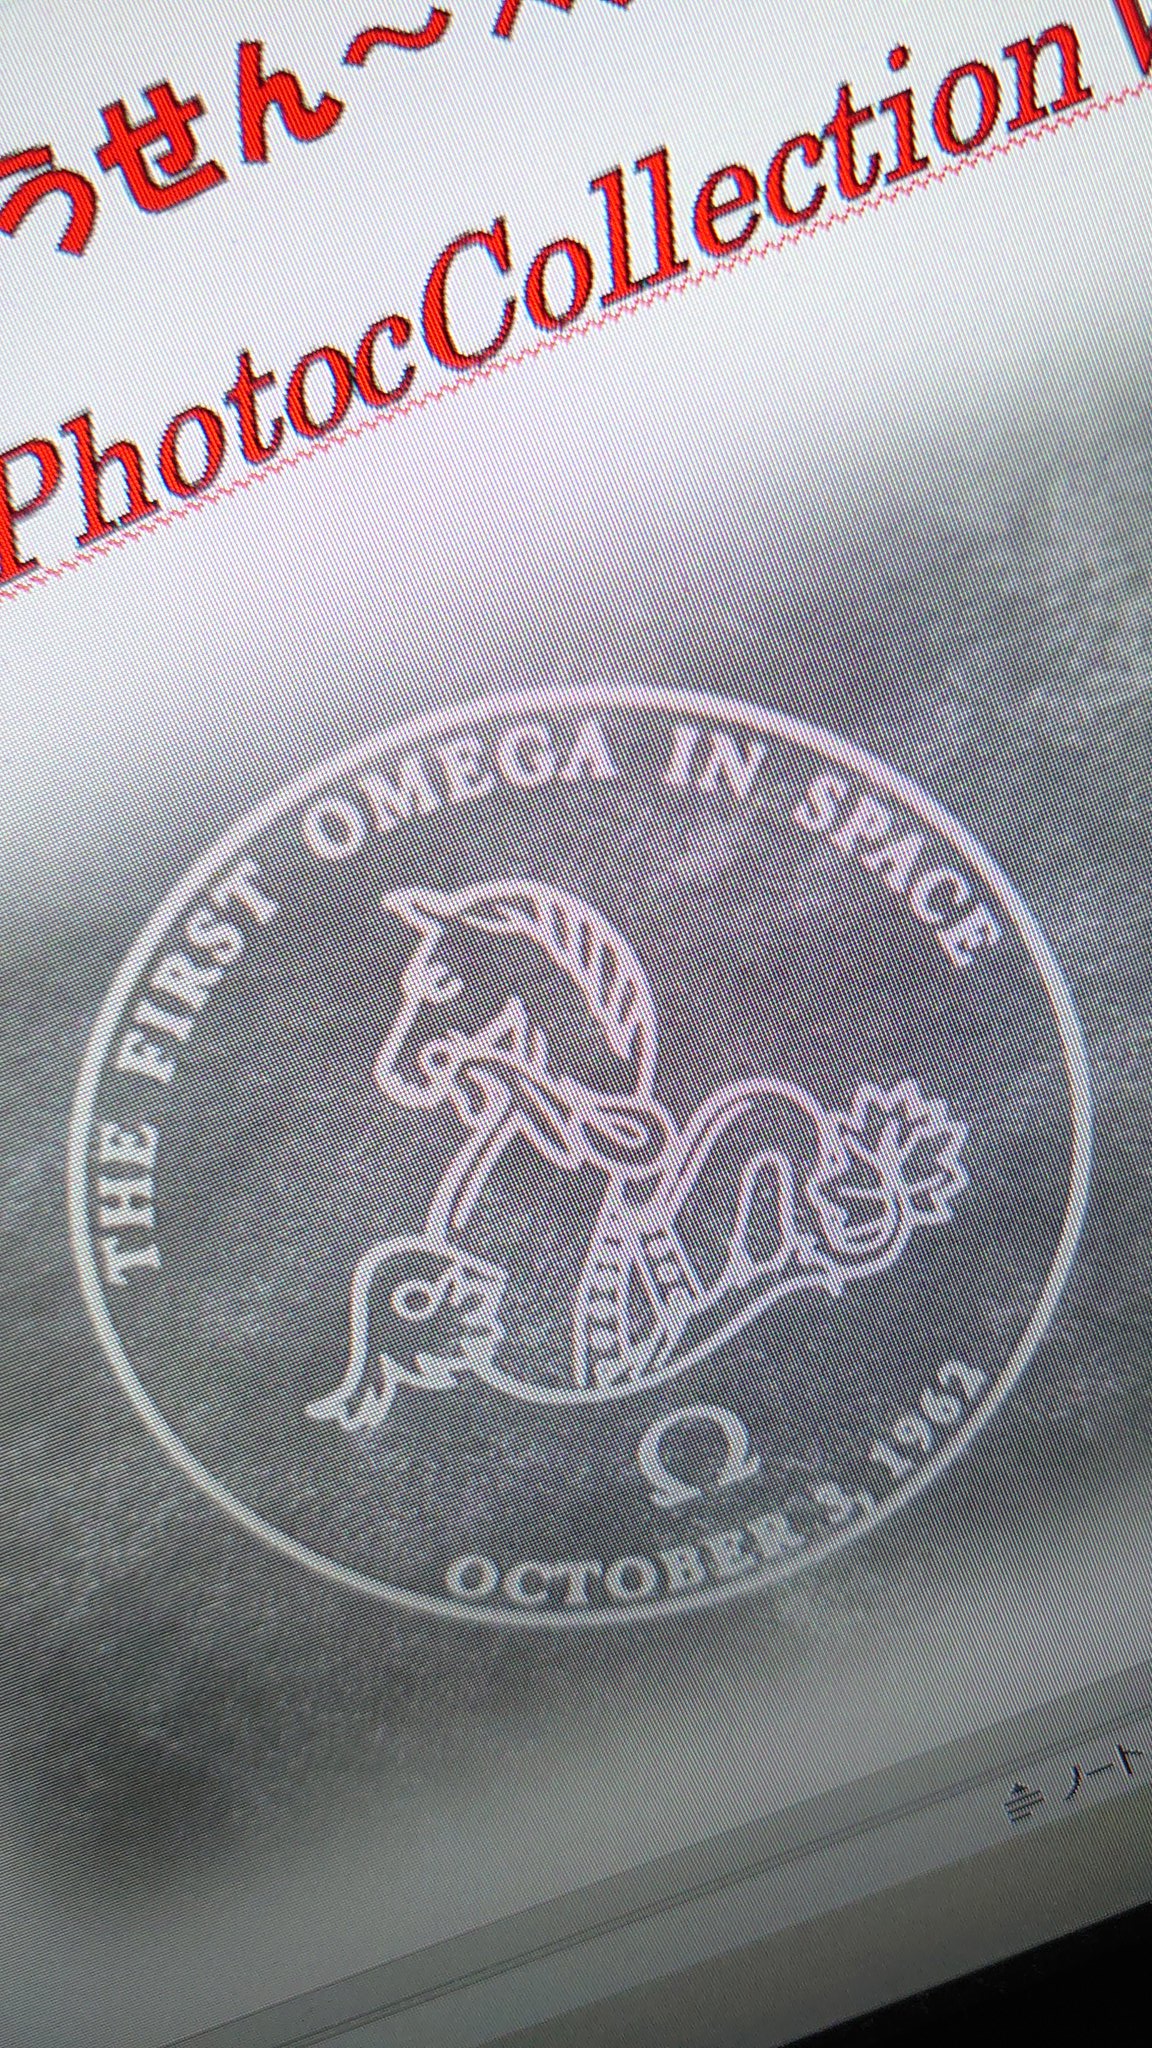 うせん〜
PhotocCollection
THE FIRST OMEGA IN SPACE
Ω
OCTOBER 3, 1962
ノート